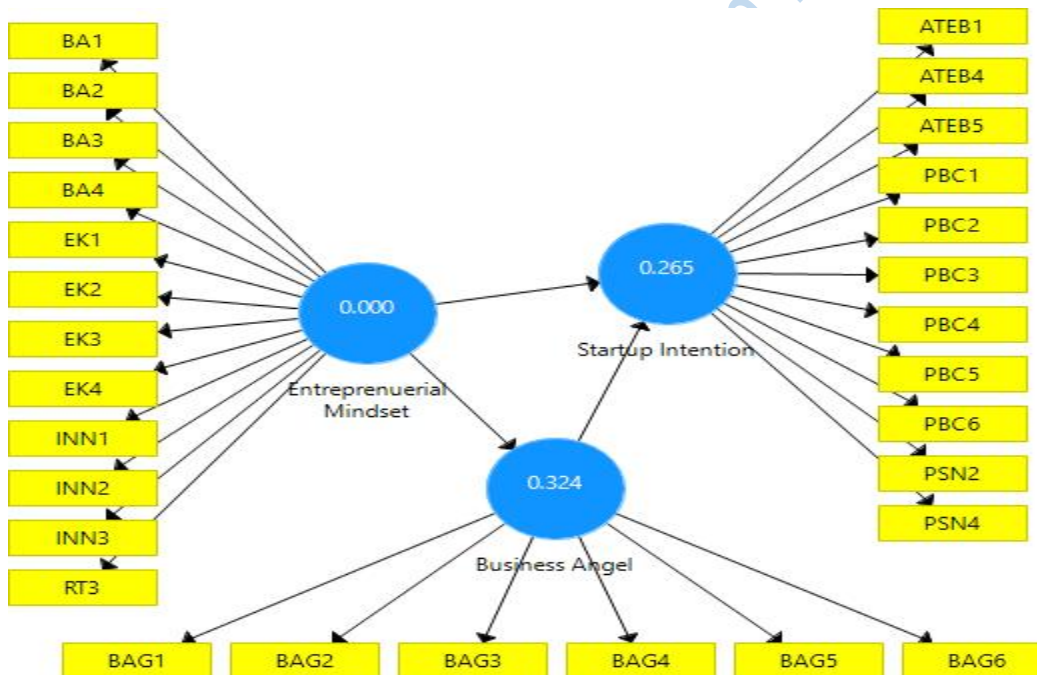 BA1
BA2
BA3
BA4
EK1
EK2
EK3
EK4
INN1
INN2
INN3
RT3
0.000
Entreprenuerial
Mindset
0.265
Startup Intention
0.324
Business Angel
ATEB1
ATEB4
ATEB5
PBC1
PBC2
PBC3
PBC4
PBC5
PBC6
PSN2
PSN4
BAG1
BAG2
BAG3
BAG4
BAG5
BAG6